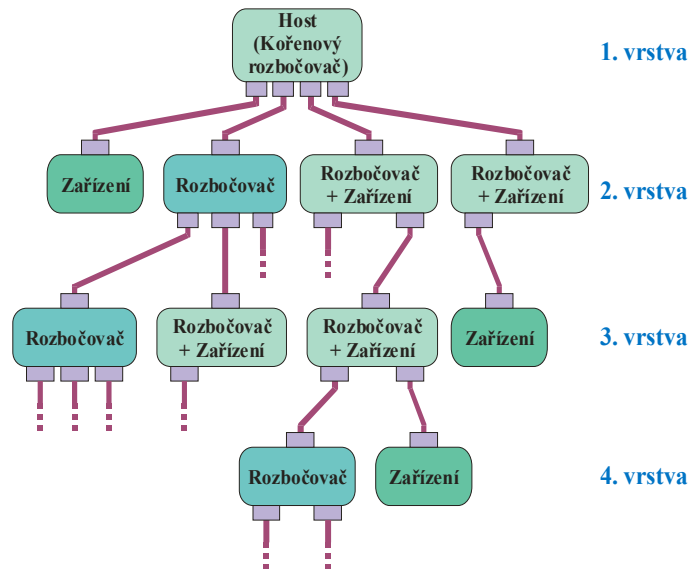 Host
(Kořenový
rozbočovač)
1. vrstva
Zařízení
Rozbočovač
Rozbočovač
+ Zařízení
Rozbočovač
+ Zařízení
2. vrstva
Rozbočovač
Rozbočovač
+ Zařízení
Rozbočovač
+ Zařízení
Zařízení
3. vrstva
Rozbočovač
Zařízení
4. vrstva